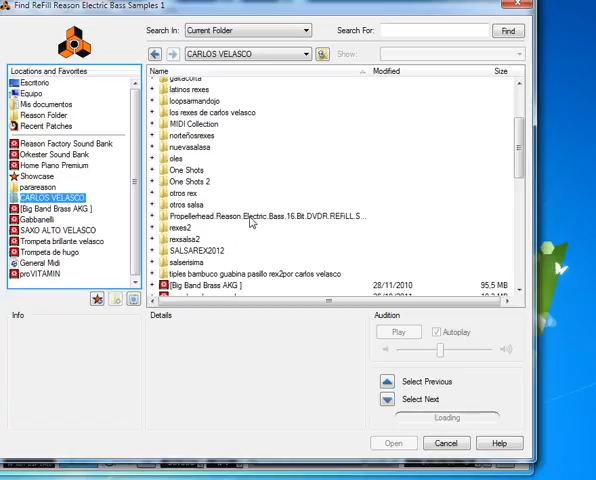 Find ReFill Reason Electric Bass Samples 1
Search In: Current Folder Search For: Find
CARLOS VELASCO Show:
Locations and Favorites
Escritorio
Equipo
Mis documentos
Reason Folder
Recent Patches
Reason Factory Sound Bank
Orkester Sound Bank
Home Piano Premium
Showcase
parareason
CARLOS VELASCO
[Big Band Brass AKG ]
Gabbanelli
SAXO ALTO VELASCO
Trompeta brillante velasco
Trompeta de hugo
General Midi
proVITAMIN
Name Modified Size
gaitacorta
latinos rexes
loopsarmandojo
los rexes de carlos velasco
MIDI Collection
norteñosrexes
nuevasalasa
oles
One Shots
One Shots 2
otros rex
otros salsa
Propellerhead.Reason.Electric.Bass.16.Bit.DVDR.REFiLL.S...
rexes2
rexsalsa2
SALSAREX2012
salserisima
tiples bambuco guabina pasillo rex2por carlos velasco
[Big Band Brass AKG ] 28/11/2010 95,5 MB
Info
Details
Audition
Play Autoplay
Select Previous
Select Next
Loading
Open Cancel Help